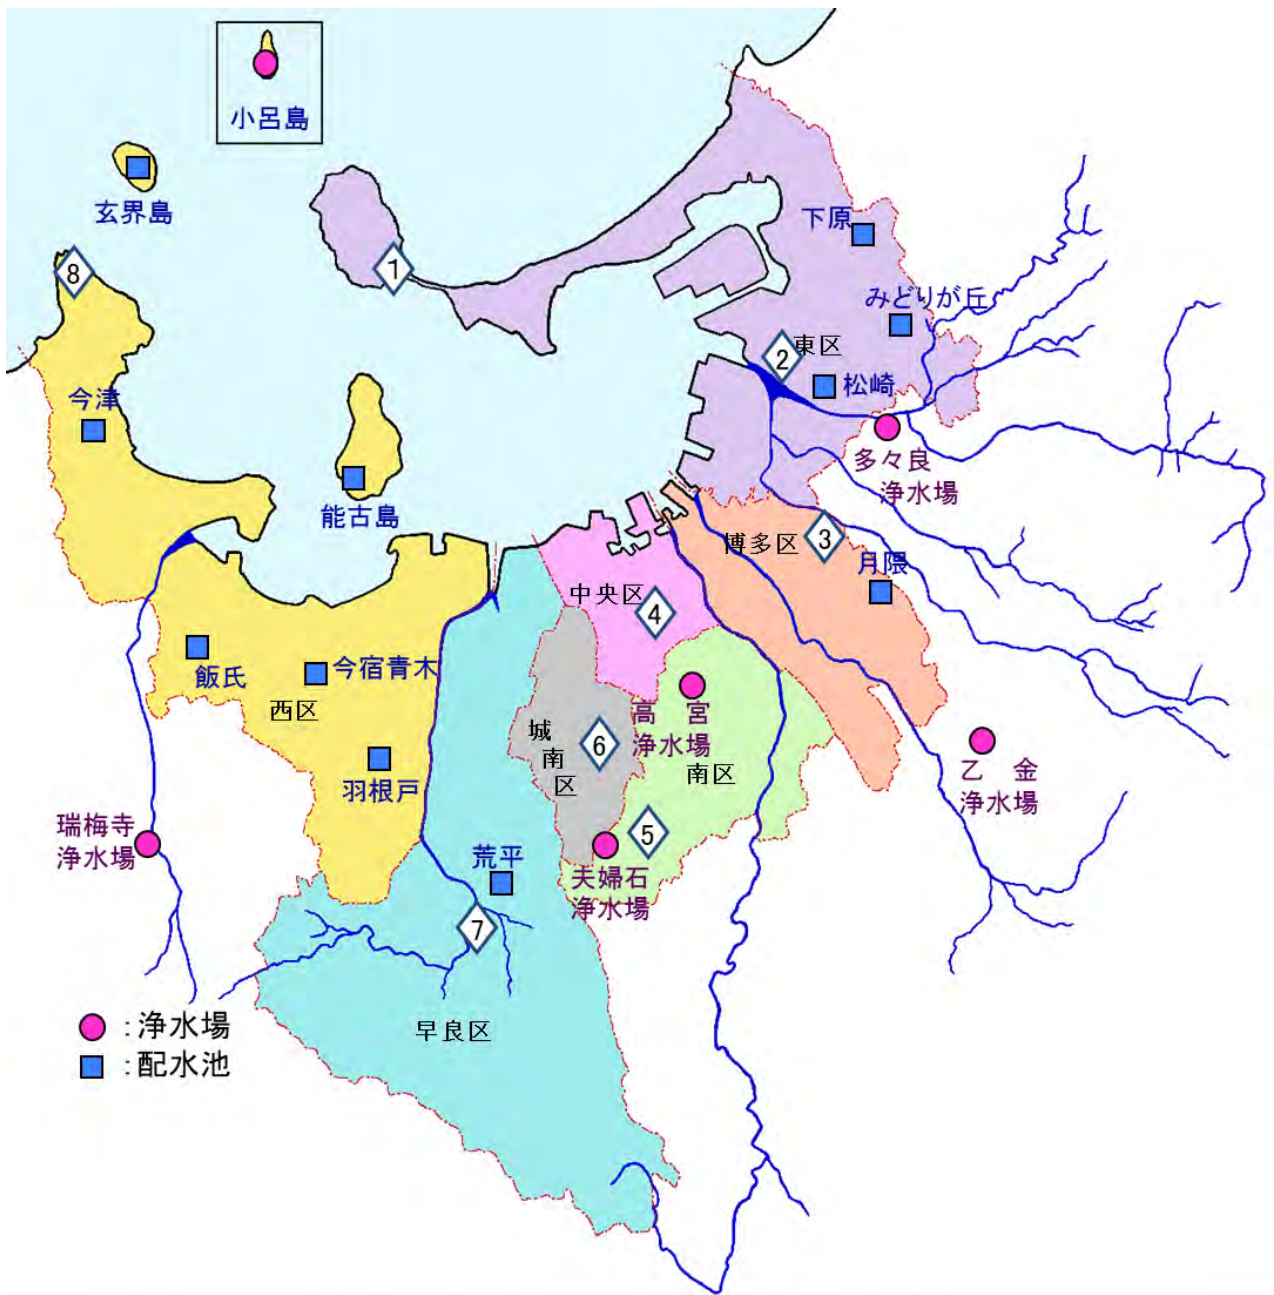 小呂島
玄界島
8
1
下原
みどりが丘
2
東区
松崎
今津
多々良
浄水場
能古島
博多区
3
月隈
中央区
4
飯氏
今宿青木
西区
高 宮
浄水場
南区
城
南
区
6
羽根戸
乙 金
浄水場
瑞梅寺
浄水場
荒平
5
夫婦石
浄水場
7
早良区
:浄水場
:配水池